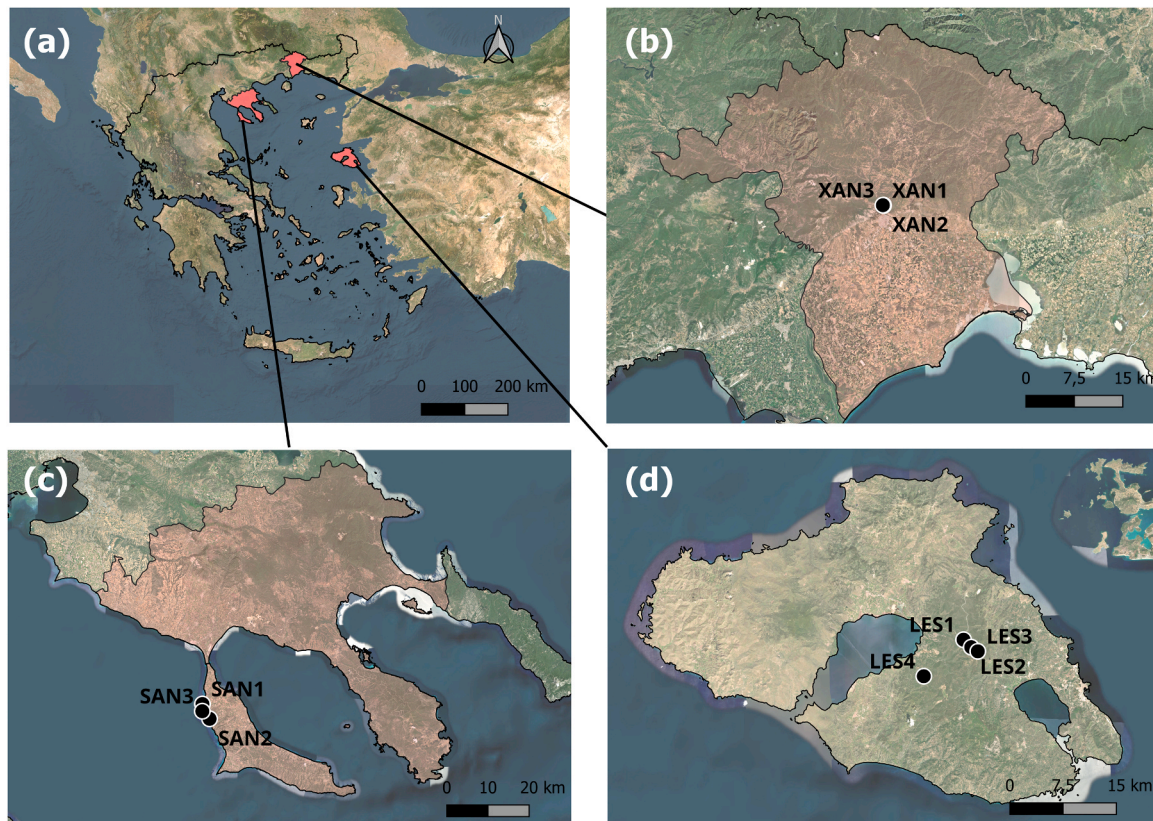 (a)
N
0 100 200 km
(b)
XAN3 XAN1
XAN2
0 7,5 15 km
(c)
SAN3 SAN1
SAN2
0 10 20 km
(d)
LES1 LES3
LES2
LES4
0 7,5 15 km